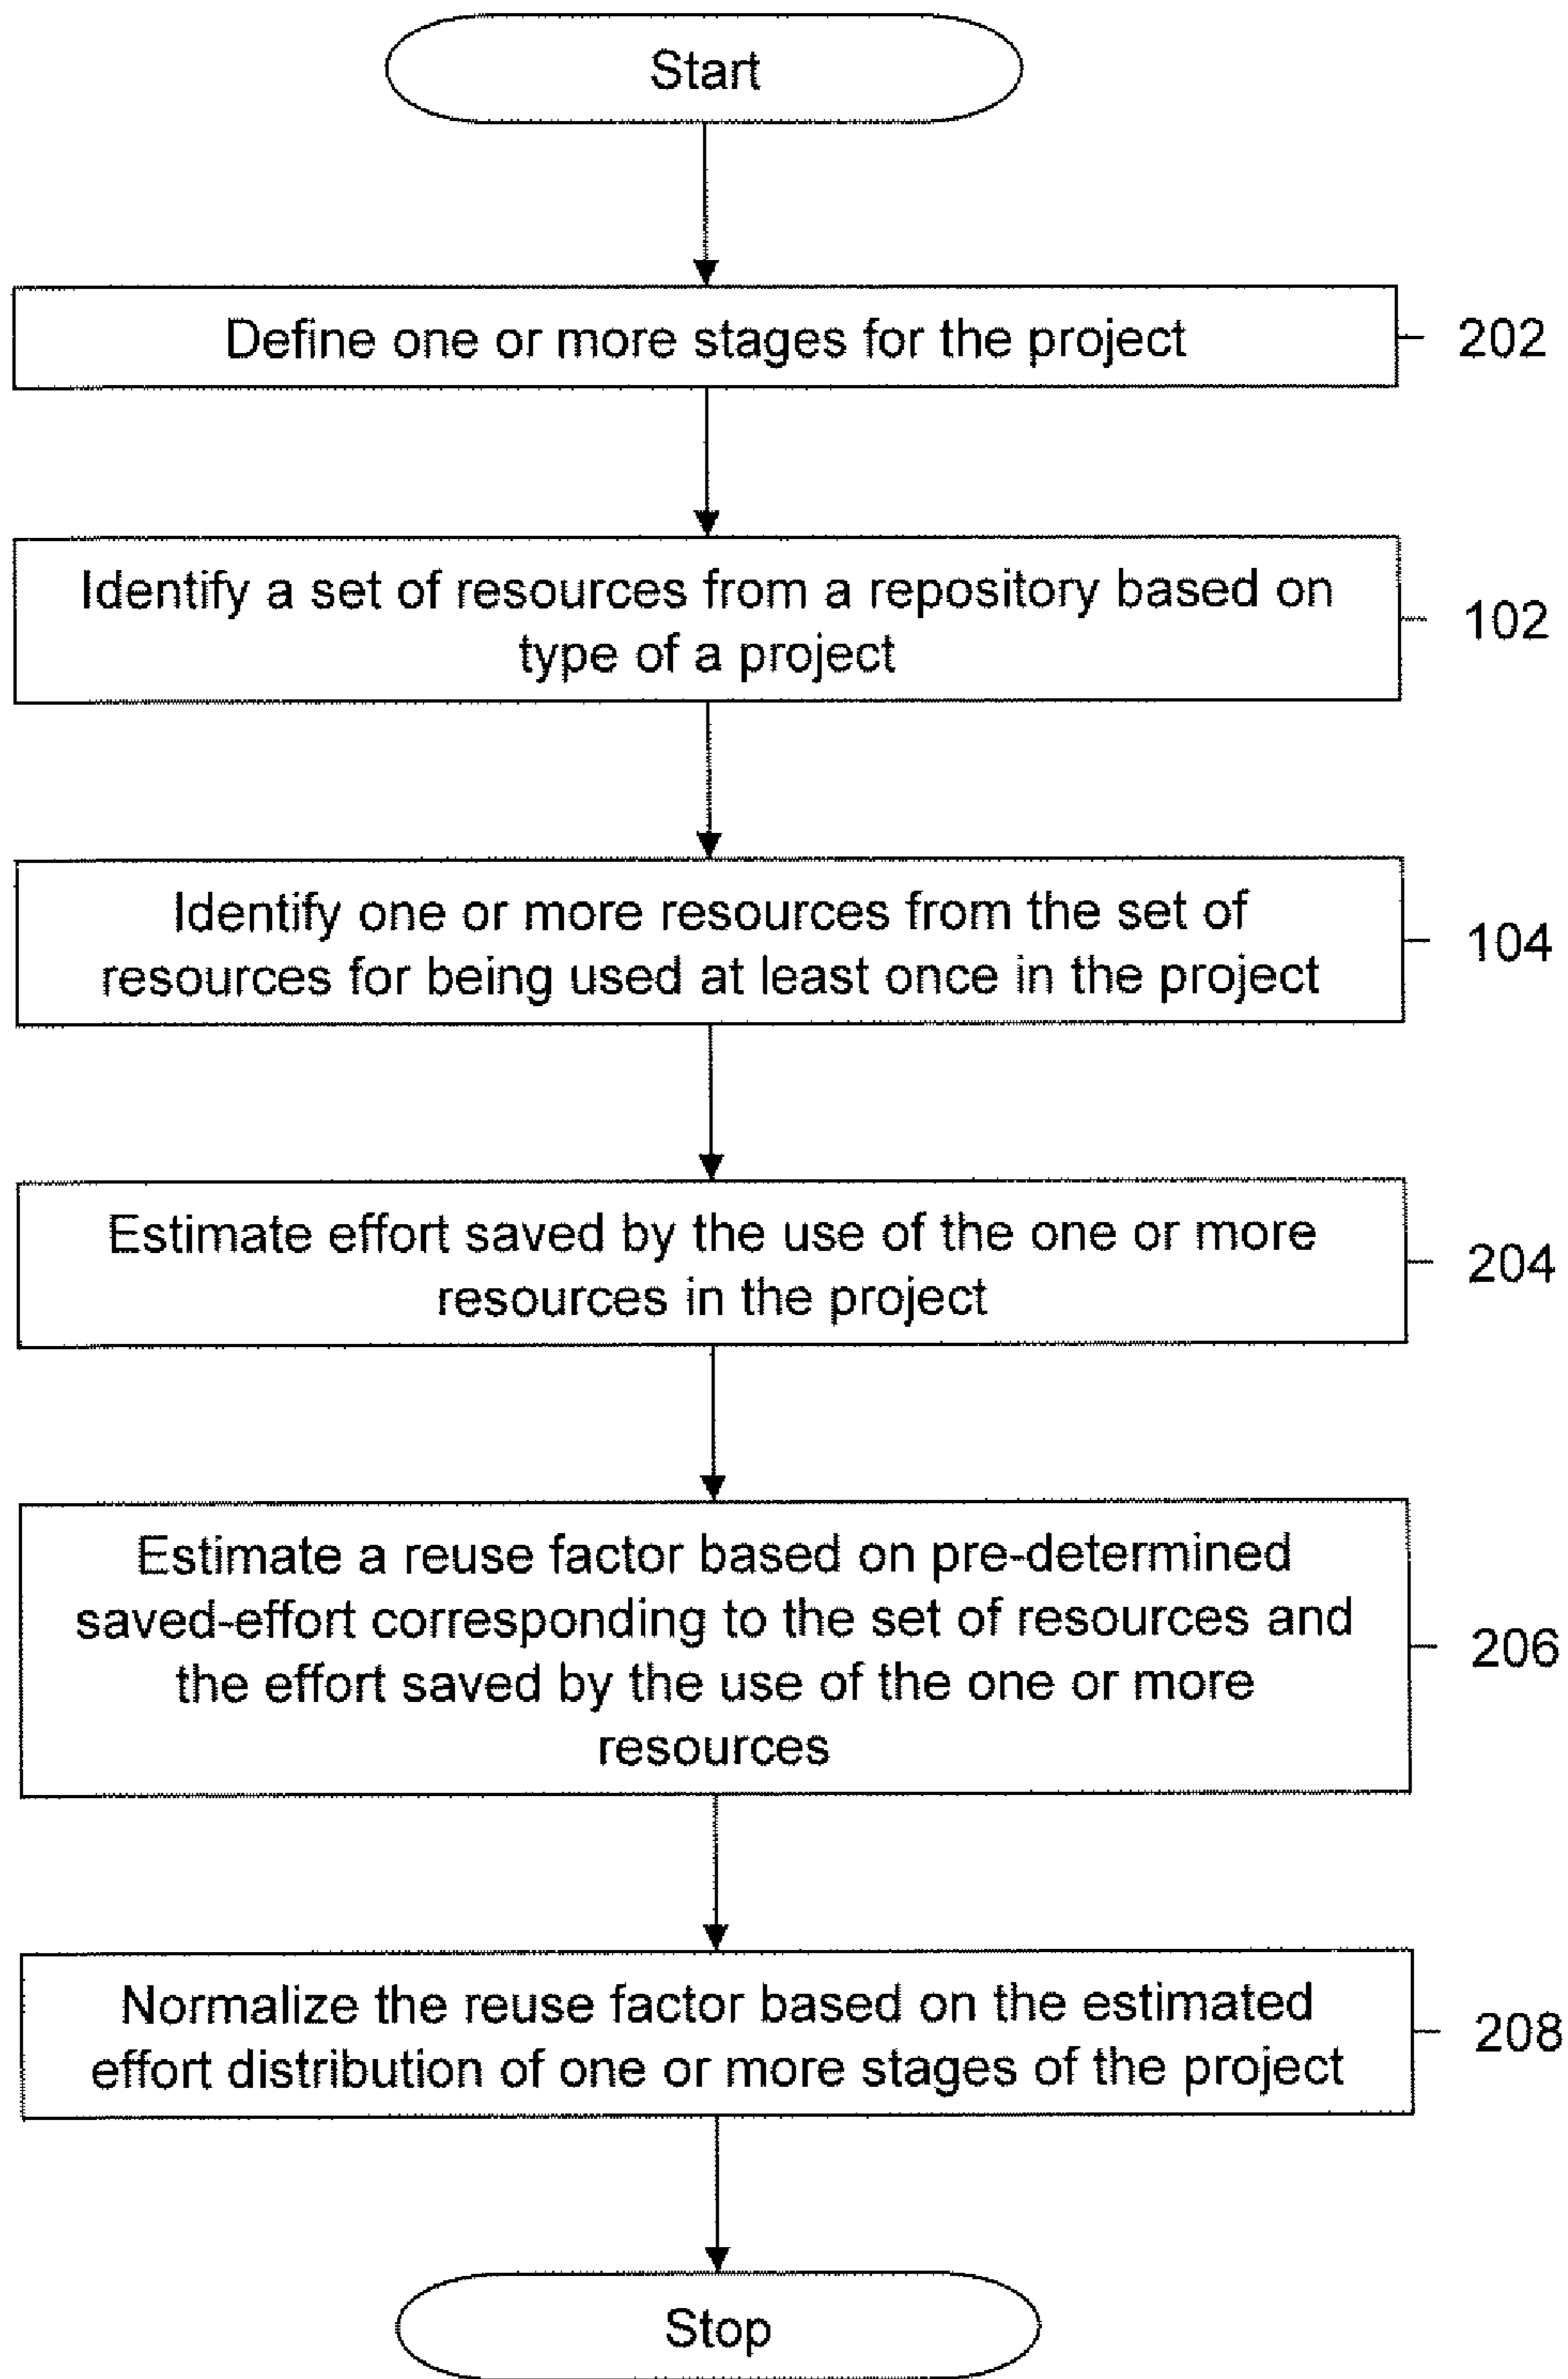 Start
Define one or more stages for the project
202
Identify a set of resources from a repository based on
type of a project
102
Identify one or more resources from the set of
resources for being used at least once in the project
104
Estimate effort saved by the use of the one or more
resources in the project
204
Estimate a reuse factor based on pre-determined
saved-effort corresponding to the set of resources and
the effort saved by the use of the one or more
resources
206
Normalize the reuse factor based on the estimated
effort distribution of one or more stages of the project
208
Stop